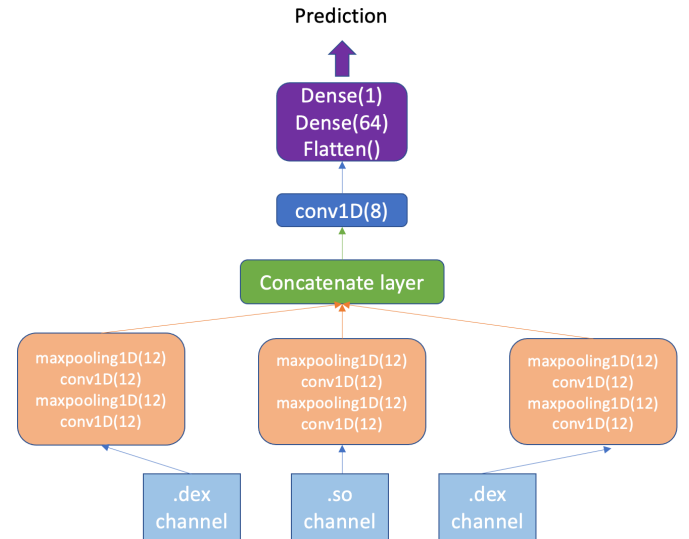 Prediction
Dense(1)
Dense(64)
Flatten()
conv1D(8)
Concatenate layer
maxpooling1D(12)
conv1D(12)
maxpooling1D(12)
conv1D(12)
maxpooling1D(12)
conv1D(12)
maxpooling1D(12)
conv1D(12)
maxpooling1D(12)
conv1D(12)
maxpooling1D(12)
conv1D(12)
.dex
channel
.so
channel
.dex
channel